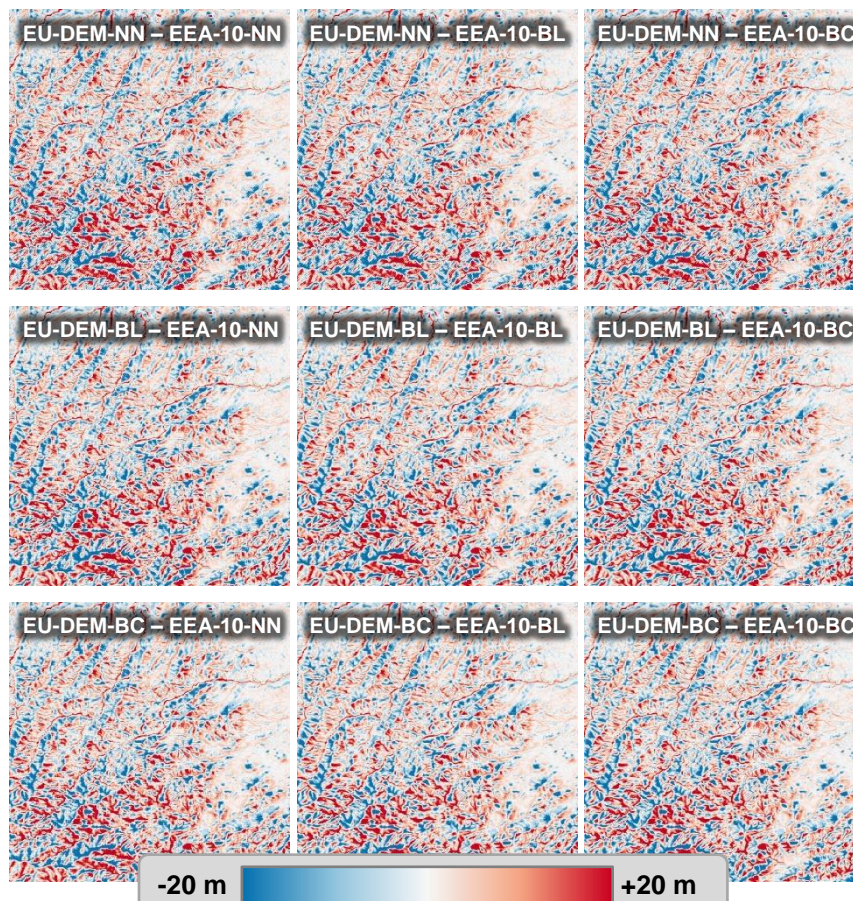 EU-DEM-NN – EEA-10-NN
EU-DEM-NN – EEA-10-BL
EU-DEM-NN – EEA-10-BC
EU-DEM-BL – EEA-10-NN
EU-DEM-BL – EEA-10-BL
EU-DEM-BL – EEA-10-BC
EU-DEM-BC – EEA-10-NN
EU-DEM-BC – EEA-10-BL
EU-DEM-BC – EEA-10-BC
-20 m
+20 m